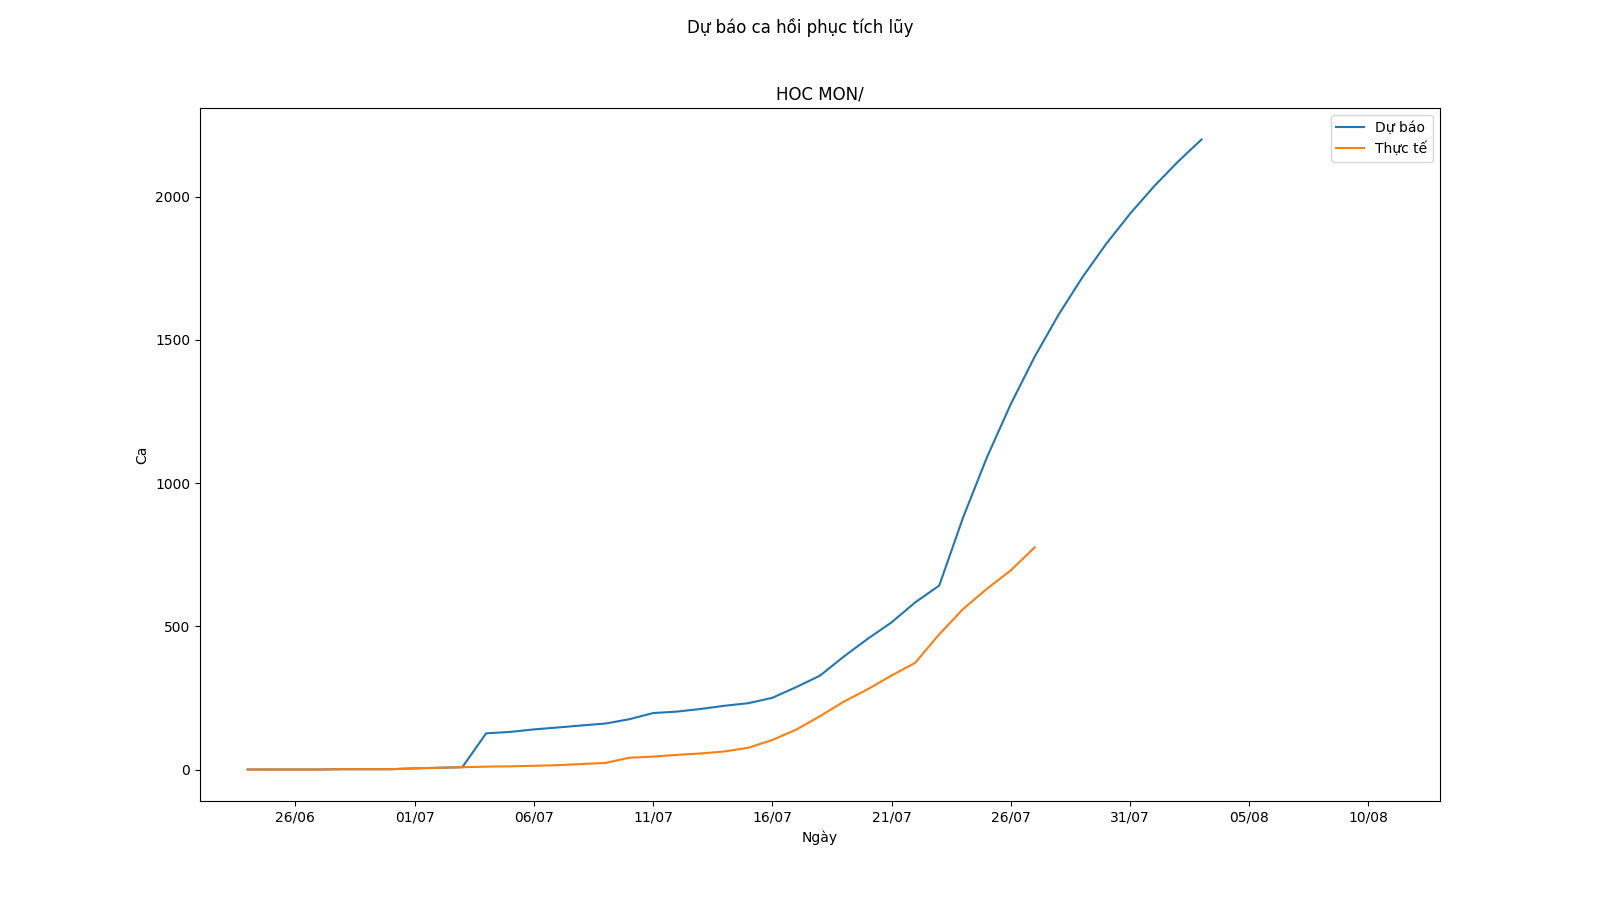 Dự báo ca hồi phục tích lũy
HOC MON/
Dự báo
Thực tế
2000
1500
1000
500
0
Ca
26/06 01/07 06/07 11/07 16/07 21/07 26/07 31/07 05/08 10/08
Ngày